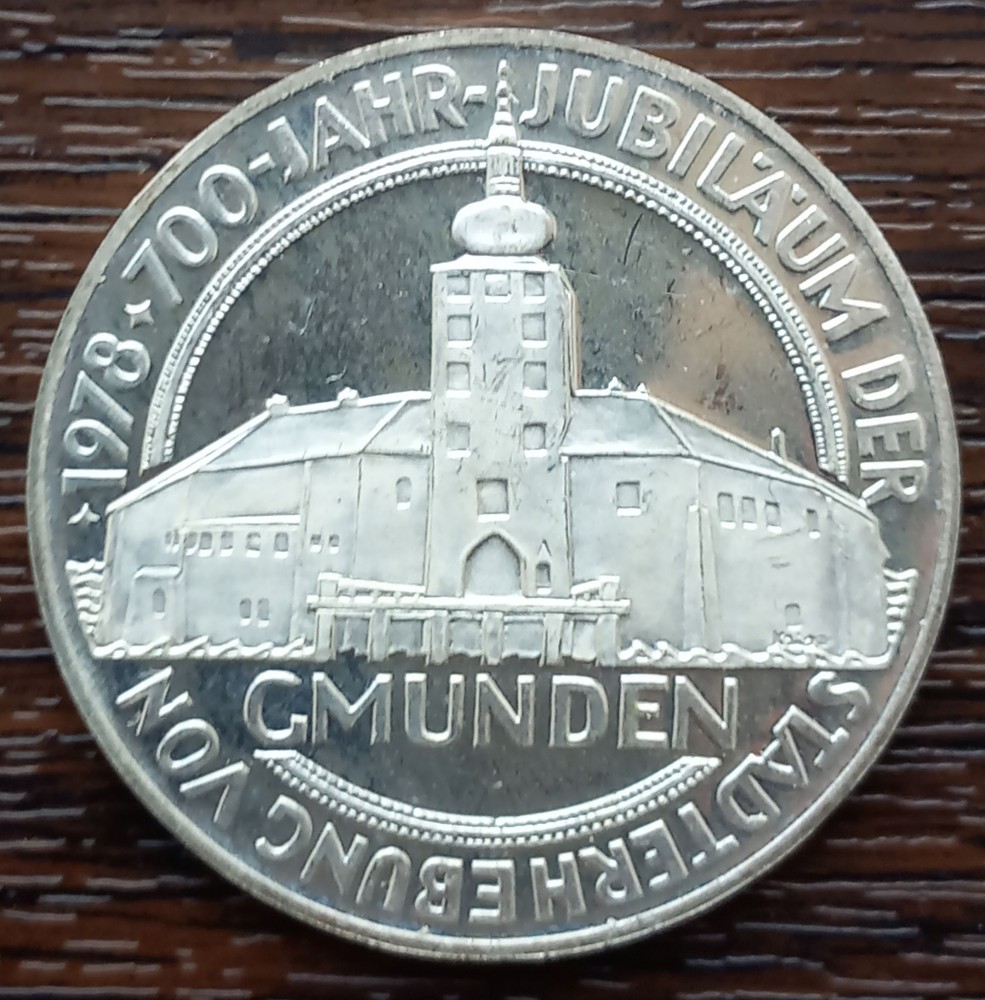 1978 700-JAHR-JUBILÄUM DER STADTERHEBUNG VON
GMUNDEN